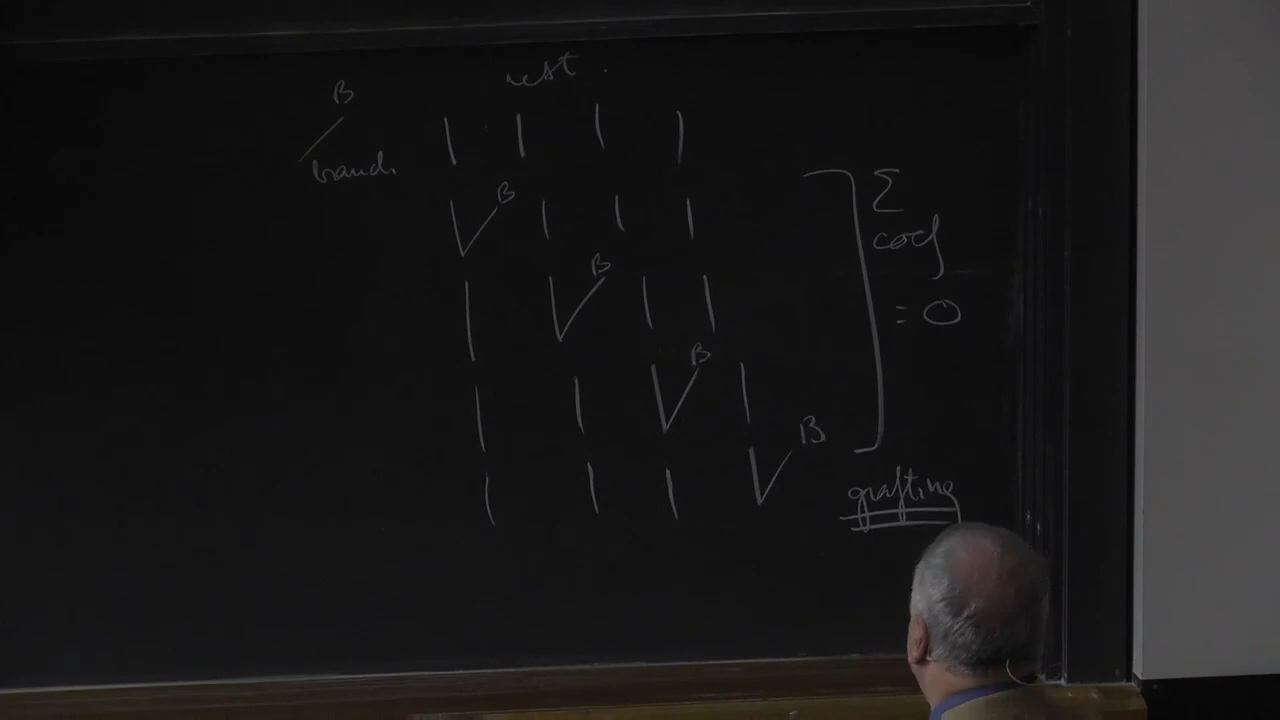 rest.
B
branch
B
B
B
B
Σ
coef
= 0
grafting